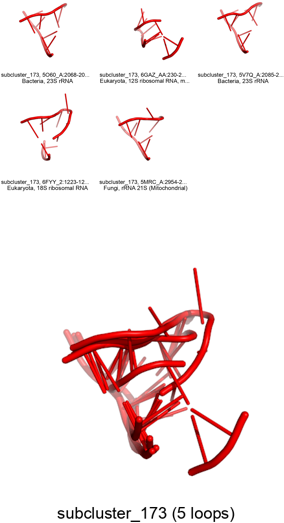 subcluster_173, 5O60_A:2068-20...
Bacteria, 23S rRNA
subcluster_173, 6GAZ_AA:230-2...
Eukaryota, 12S ribosomal RNA, m...
subcluster_173, 5V7Q_A:2085-2...
Bacteria, 23S rRNA
subcluster_173, 6FYY_2:1223-12...
Eukaryota, 18S ribosomal RNA
subcluster_173, 5MRC_A:2954-2...
Fungi, rRNA 21S (Mitochondrial)
subcluster_173 (5 loops)